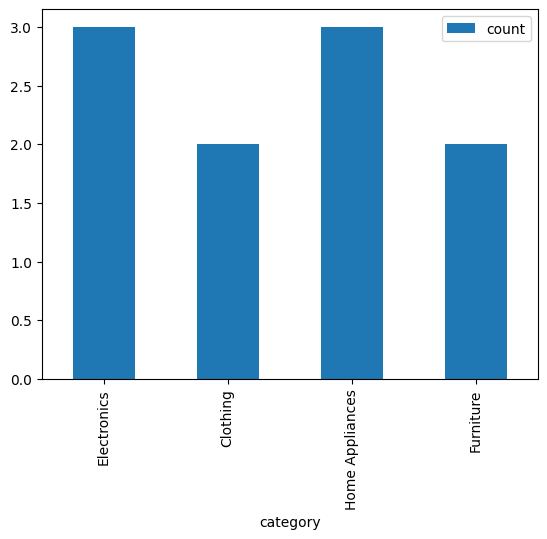 count
3.0
2.5
2.0
1.5
1.0
0.5
0.0
Electronics
Clothing
Home Appliances
Furniture
category